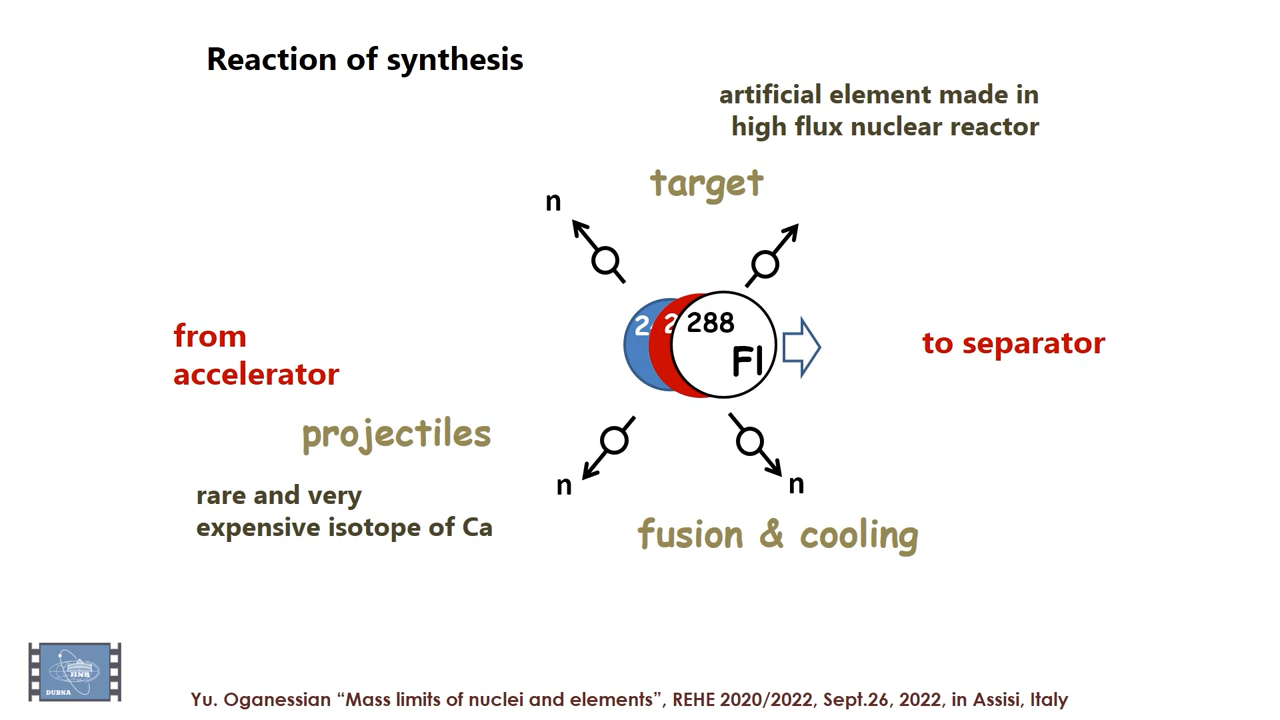 Reaction of synthesis
artificial element made in
high flux nuclear reactor
target
n
288
Fl
from
accelerator
to separator
projectiles
n
n
rare and very
expensive isotope of Ca
fusion & cooling
JINR
DUBNA
Yu. Oganessian “Mass limits of nuclei and elements”, REHE 2020/2022, Sept.26, 2022, in Assisi, Italy